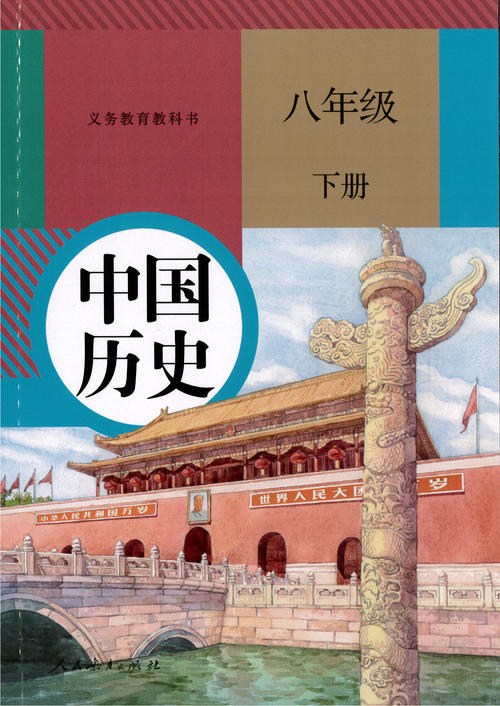 义务教育教科书
八年级
下册
中国
历史
中华人民共和国万岁
世界人民大团 万岁
人民教育出版社